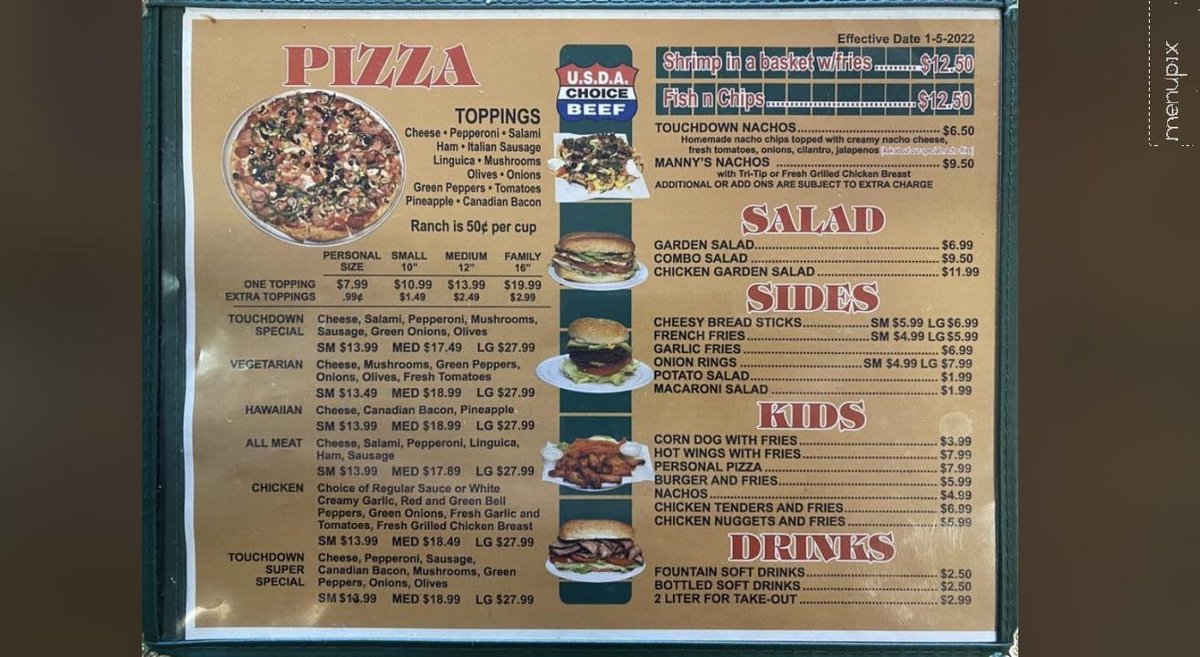 PIZZA
TOPPINGS
Cheese • Pepperoni • Salami
Ham • Italian Sausage
Linguica • Mushrooms
Olives • Onions
Green Peppers • Tomatoes
Pineapple • Canadian Bacon
Ranch is 50¢ per cup
PERSONAL SIZE SMALL 10" MEDIUM 12" FAMILY 16"
ONE TOPPING $7.99 $10.99 $13.99 $19.99
EXTRA TOPPINGS .99¢ $1.49 $2.49 $2.99
TOUCHDOWN SPECIAL
Cheese, Salami, Pepperoni, Mushrooms,
Sausage, Green Onions, Olives
SM $13.99 MED $17.49 LG $27.99
VEGETARIAN Cheese, Mushrooms, Green Peppers,
Onions, Olives, Fresh Tomatoes
SM $13.49 MED $18.99 LG $27.99
HAWAIIAN Cheese, Canadian Bacon, Pineapple
SM $13.99 MED $18.99 LG $27.99
ALL MEAT Cheese, Salami, Pepperoni, Linguica,
Ham, Sausage
SM $13.99 MED $17.89 LG $27.99
CHICKEN Choice of Regular Sauce or White
Creamy Garlic, Red and Green Bell
Peppers, Green Onions, Fresh Garlic and
Tomatoes, Fresh Grilled Chicken Breast
SM $13.99 MED $18.49 LG $27.99
TOUCHDOWN SUPER SPECIAL
Cheese, Pepperoni, Sausage,
Canadian Bacon, Mushrooms, Green
Peppers, Onions, Olives
SM $13.99 MED $18.99 LG $27.99
U.S.D.A.
CHOICE
BEEF
Effective Date 1-5-2022
Shrimp in a basket w/fries ........ $12.50
Fish n Chips........................ $12.50
TOUCHDOWN NACHOS........................ $6.50
Homemade nacho chips topped with creamy nacho cheese,
fresh tomatoes, onions, cilantro, jalapenos (Ask about our special nacho fries)
MANNY'S NACHOS ........................ $9.50
with Tri-Tip or Fresh Grilled Chicken Breast
ADDITIONAL OR ADD ONS ARE SUBJECT TO EXTRA CHARGE
SALAD
GARDEN SALAD........................ $6.99
COMBO SALAD........................ $9.50
CHICKEN GARDEN SALAD........................ $11.99
SIDES
CHEESY BREAD STICKS................SM $5.99 LG $6.99
FRENCH FRIES........................SM $4.99 LG $5.99
GARLIC FRIES........................ $6.99
ONION RINGS ........................SM $4.99 LG $7.99
POTATO SALAD........................ $1.99
MACARONI SALAD........................ $1.99
KIDS
CORN DOG WITH FRIES........................ $3.99
HOT WINGS WITH FRIES........................ $7.99
PERSONAL PIZZA........................ $7.99
BURGER AND FRIES........................ $5.99
NACHOS........................ $4.99
CHICKEN TENDERS AND FRIES........................ $6.99
CHICKEN NUGGETS AND FRIES........................ $5.99
DRINKS
FOUNTAIN SOFT DRINKS........................ $2.50
BOTTLED SOFT DRINKS........................ $2.50
2 LITER FOR TAKE-OUT........................ $2.99
menupix